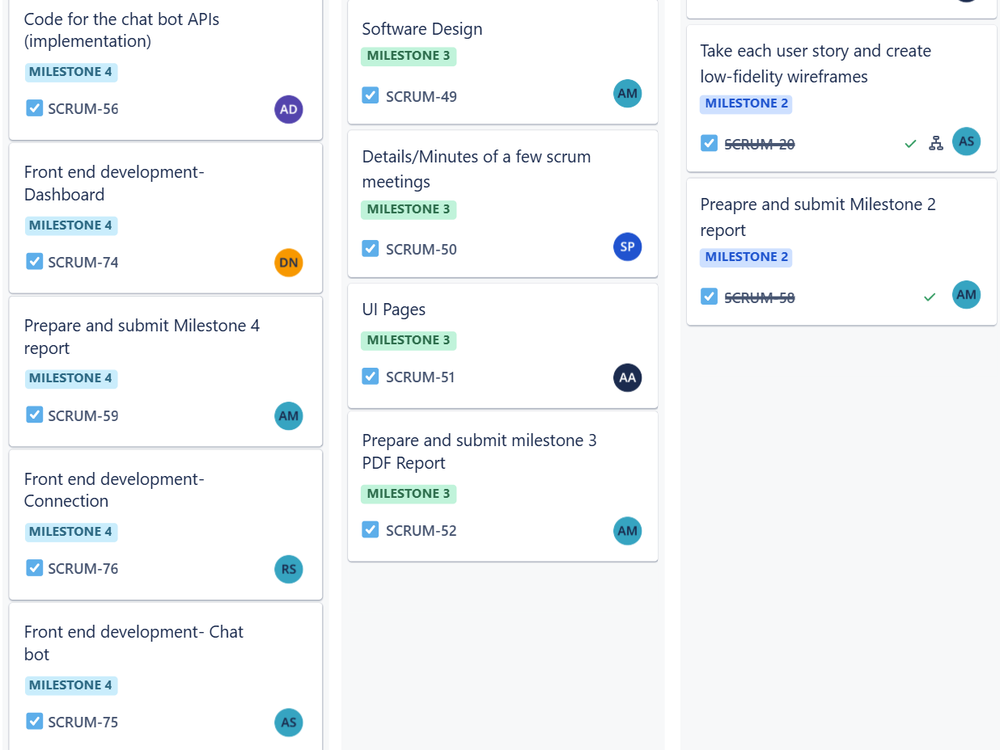 Code for the chat bot APIs
(implementation)
MILESTONE 4
SCRUM-56
AD
Front end development-
Dashboard
MILESTONE 4
SCRUM-74
DN
Prepare and submit Milestone 4
report
MILESTONE 4
SCRUM-59
AM
Front end development-
Connection
MILESTONE 4
SCRUM-76
RS
Front end development- Chat
bot
MILESTONE 4
SCRUM-75
AS
Software Design
MILESTONE 3
SCRUM-49
AM
Details/Minutes of a few scrum
meetings
MILESTONE 3
SCRUM-50
SP
UI Pages
MILESTONE 3
SCRUM-51
AA
Prepare and submit milestone 3
PDF Report
MILESTONE 3
SCRUM-52
AM
Take each user story and create
low-fidelity wireframes
MILESTONE 2
SCRUM-20
AS
Preapre and submit Milestone 2
report
MILESTONE 2
SCRUM-58
AM